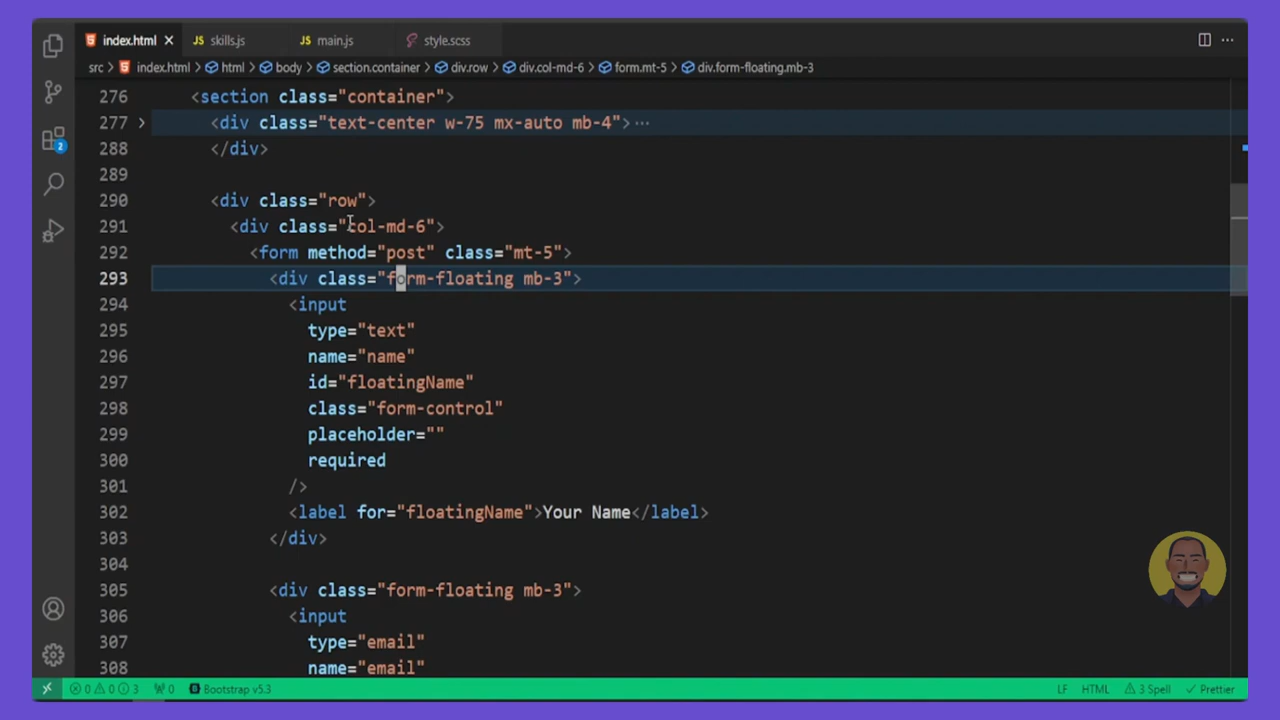 index.html
skills.js
main.js
style.scss
src > index.html > html > body > section.container > div.row > div.col-md-6 > form.mt-5 > div.form-floating.mb-3
276 <section class="container">
277 <div class="text-center w-75 mx-auto mb-4">
288 </div>
289
290 <div class="row">
291 <div class="col-md-6">
292 <form method="post" class="mt-5">
293 <div class="form-floating mb-3">
294 <input
295 type="text"
296 name="name"
297 id="floatingName"
298 class="form-control"
299 placeholder=""
300 required
301 />
302 <label for="floatingName">Your Name</label>
303 </div>
304
305 <div class="form-floating mb-3">
306 <input
307 type="email"
308 name="email"
2
0 0 3 0 Bootstrap v5.3 LF HTML 3 Spell Prettier